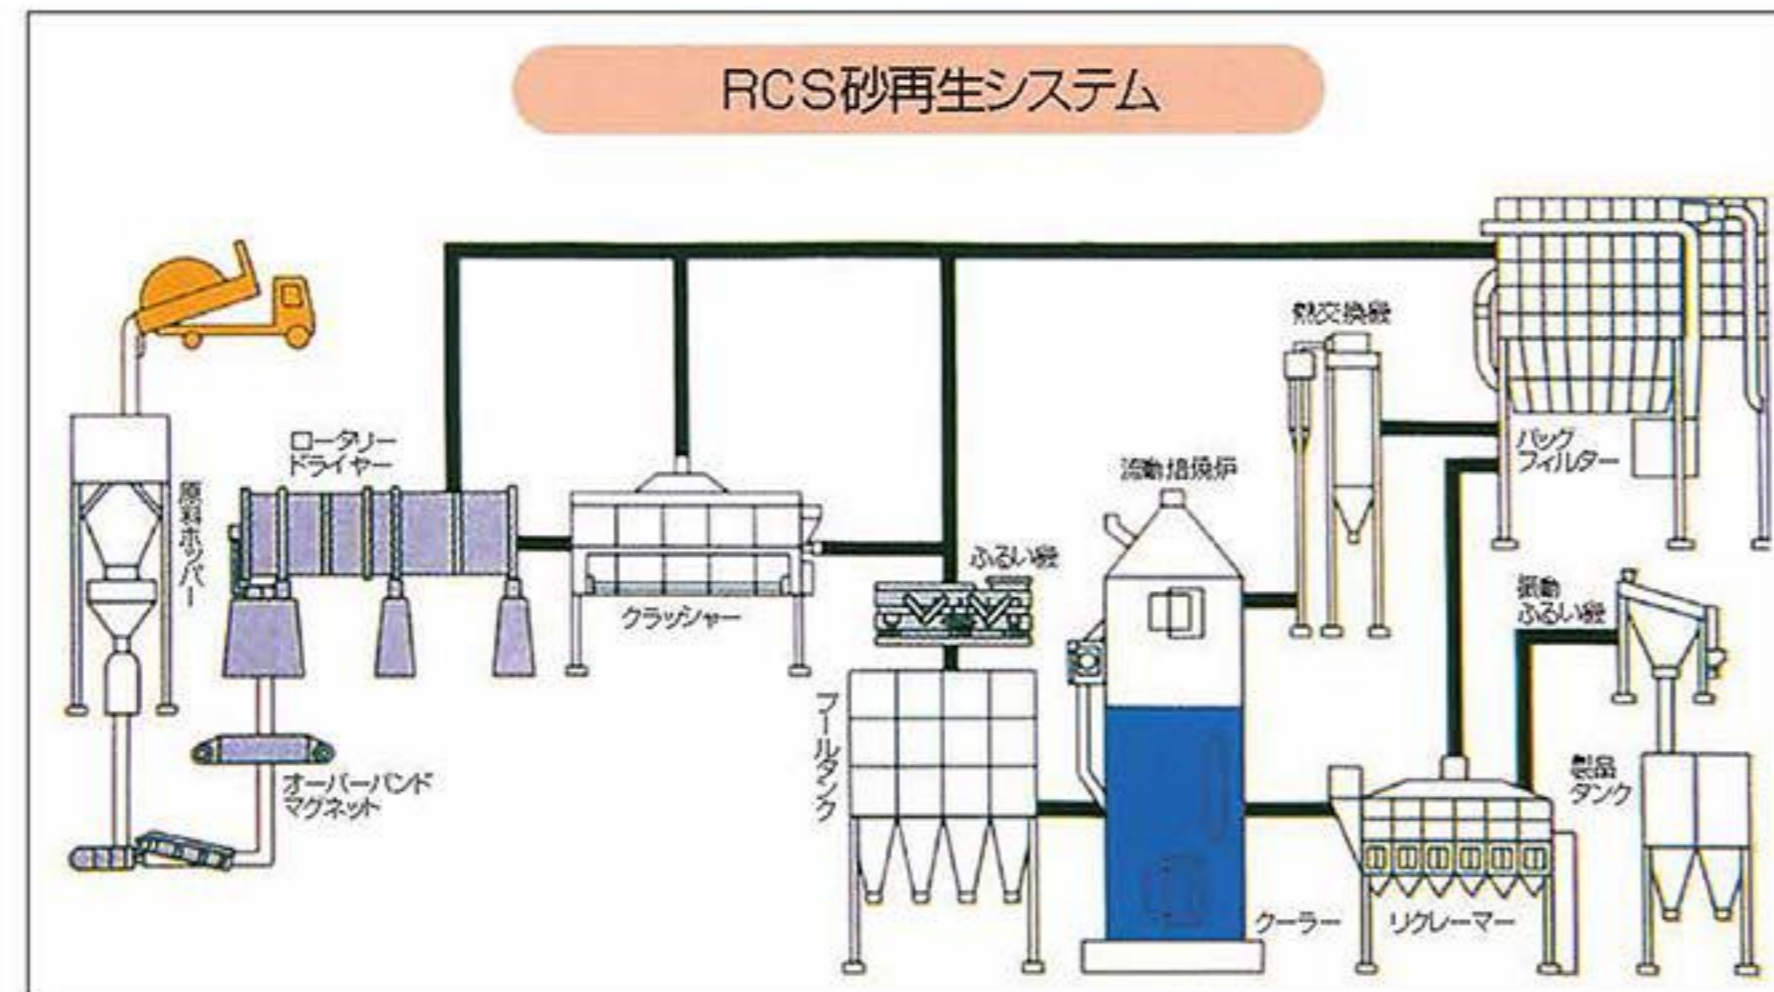 RCS砂再生システム
原料ホッパー
ロータリー
ドライヤー
オーバーバンド
マグネット
クラッシャー
ふるい機
プールタンク
流動焙焼炉
クーラー
熱交換機
バッグ
フィルター
リクレーマー
振動
ふるい機
製品
タンク